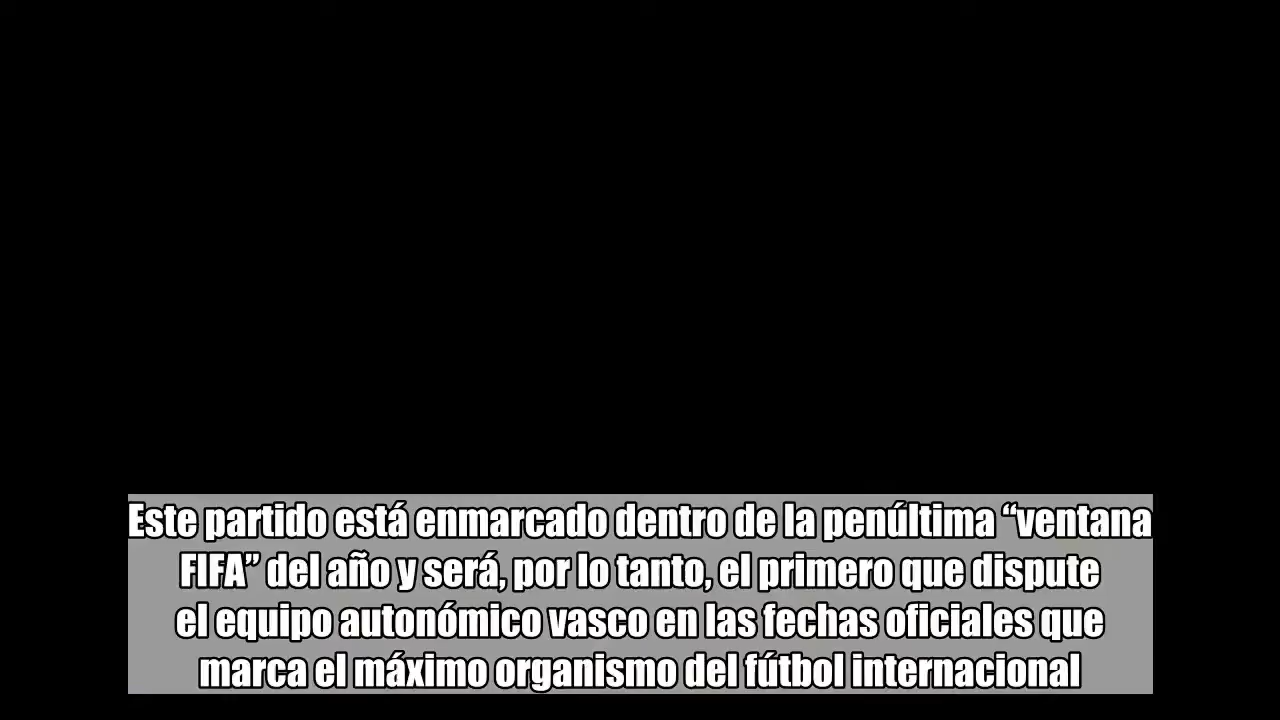 Este partido está enmarcado dentro de la penúltima “ventana
FIFA” del año y será, por lo tanto, el primero que dispute
el equipo autonómico vasco en las fechas oficiales que
marca el máximo organismo del fútbol internacional